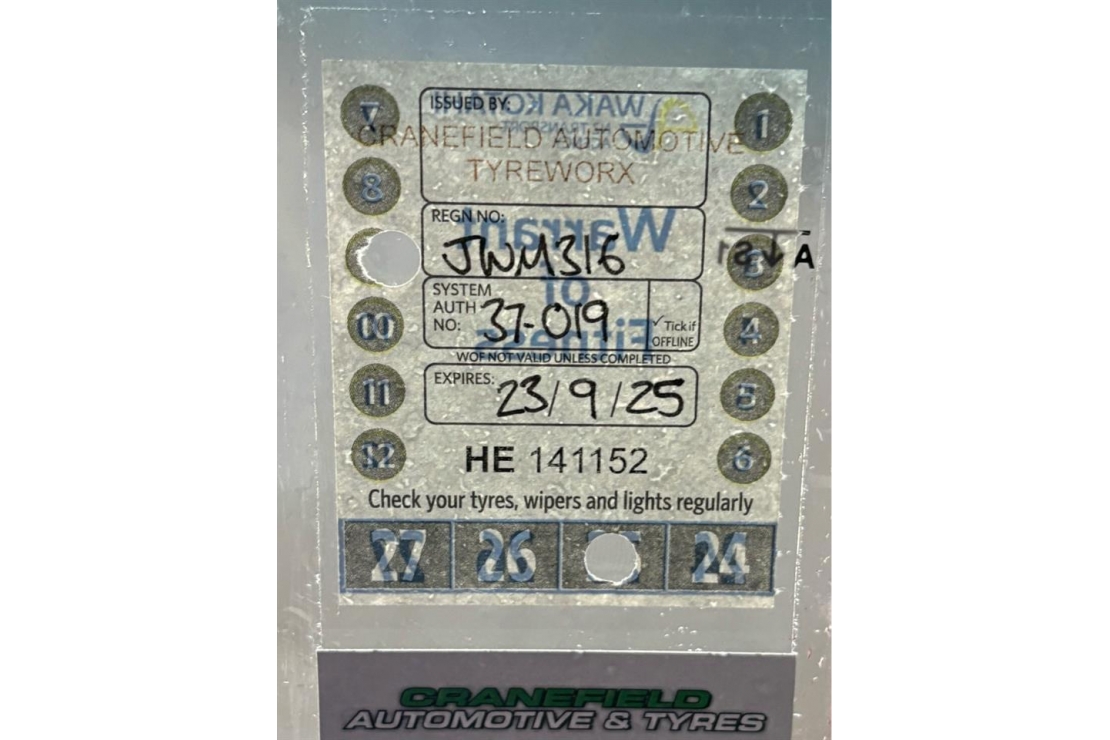 ISSUED BY:
WAKA KOTAHI
CRANEFIELD AUTOMOTIVE
TYREWORX
REGN NO:
JWM316
Warrant
of
Fitness
SYSTEM
AUTH
NO:
37-019
✓ Tick if
OFFLINE
WOF NOT VALID UNLESS COMPLETED
EXPIRES:
23/9/25
HE 141152
Check your tyres, wipers and lights regularly
7
8
10
11
12
1
2
3
A
4
5
6
27
26
24
CRANEFIELD
AUTOMOTIVE & TYRES